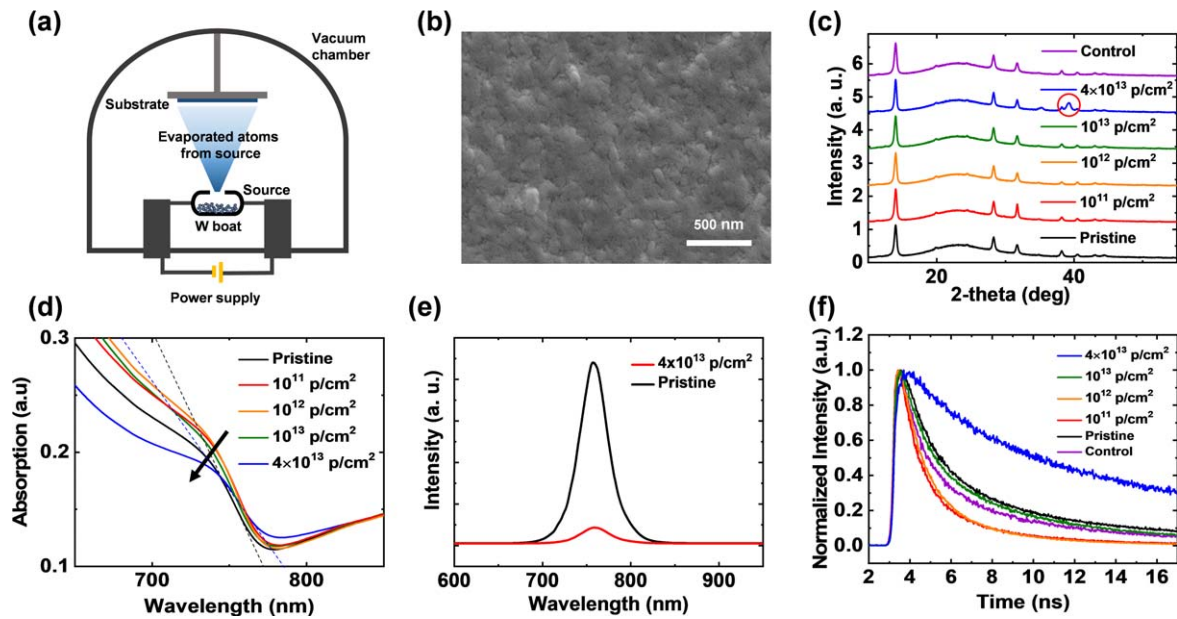 (a)
Vacuum
chamber
Substrate
Evaporated atoms
from source
Source
W boat
Power supply
(b)
500 nm
(c)
Intensity (a. u.)
6
5
4
3
2
1
0
Control
4×10¹³ p/cm²
10¹³ p/cm²
10¹² p/cm²
10¹¹ p/cm²
Pristine
20 40
2-theta (deg)
(d)
Absorption (a.u)
0.3
0.2
0.1
Pristine
10¹¹ p/cm²
10¹² p/cm²
10¹³ p/cm²
4×10¹³ p/cm²
700 750 800 850
Wavelength (nm)
(e)
Intensity (a. u.)
4x10¹³ p/cm²
Pristine
600 700 800 900
Wavelength (nm)
(f)
Normalized Intensity (a.u.)
1.2
1.0
0.8
0.6
0.4
0.2
0.0
4×10¹³ p/cm²
10¹³ p/cm²
10¹² p/cm²
10¹¹ p/cm²
Pristine
Control
2 4 6 8 10 12 14 16
Time (ns)